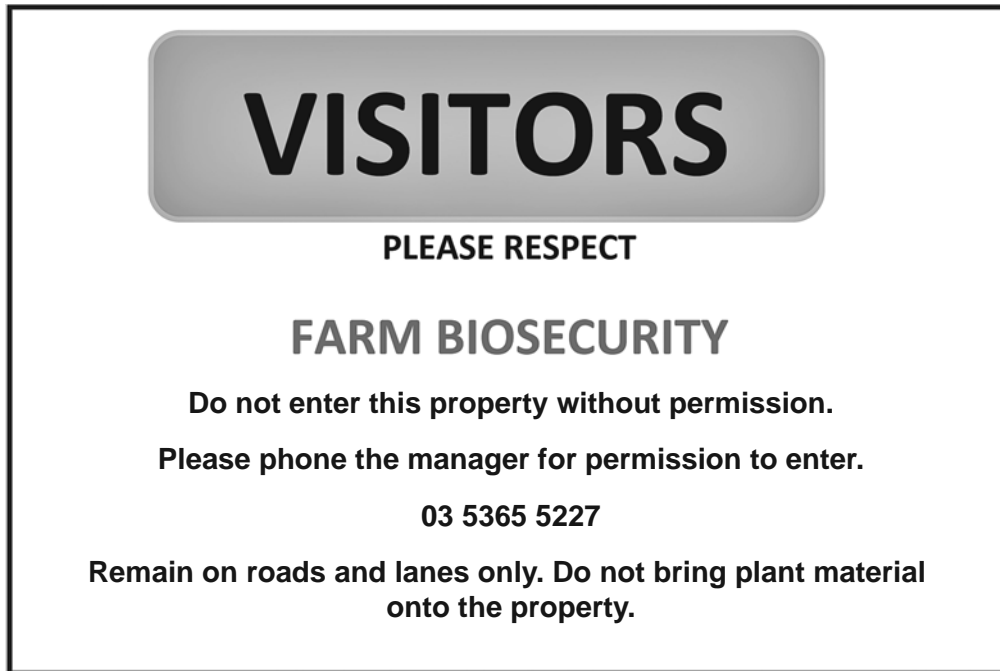 VISITORS
PLEASE RESPECT
FARM BIOSECURITY
Do not enter this property without permission.
Please phone the manager for permission to enter.
03 5365 5227
Remain on roads and lanes only. Do not bring plant material
onto the property.